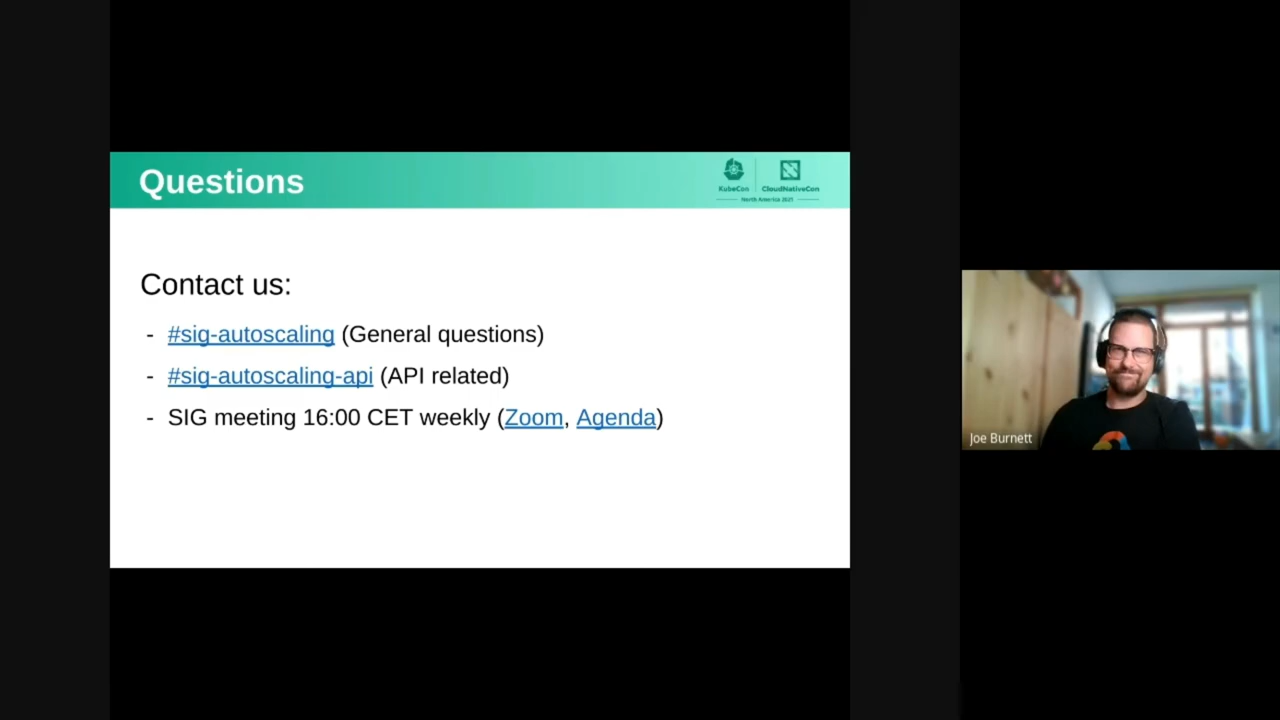 Questions
KubeCon
CloudNativeCon
North America 2021
Contact us:
- #sig-autoscaling (General questions)
- #sig-autoscaling-api (API related)
- SIG meeting 16:00 CET weekly (Zoom, Agenda)
Joe Burnett